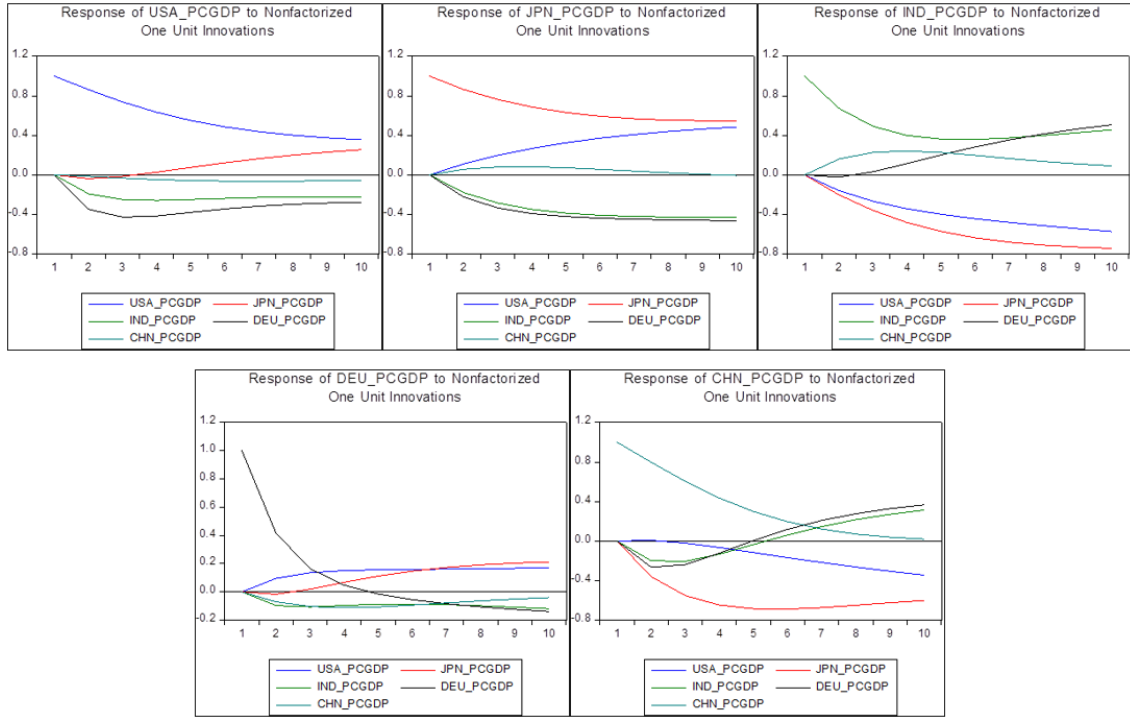 Response of USA_PCGDP to Nonfactorized
One Unit Innovations
1.2
0.8
0.4
0.0
-0.4
-0.8
1 2 3 4 5 6 7 8 9 10
USA_PCGDP JPN_PCGDP
IND_PCGDP DEU_PCGDP
CHN_PCGDP
Response of JPN_PCGDP to Nonfactorized
One Unit Innovations
1.2
0.8
0.4
0.0
-0.4
-0.8
1 2 3 4 5 6 7 8 9 10
USA_PCGDP JPN_PCGDP
IND_PCGDP DEU_PCGDP
CHN_PCGDP
Response of IND_PCGDP to Nonfactorized
One Unit Innovations
1.2
0.8
0.4
0.0
-0.4
-0.8
1 2 3 4 5 6 7 8 9 10
USA_PCGDP JPN_PCGDP
IND_PCGDP DEU_PCGDP
CHN_PCGDP
Response of DEU_PCGDP to Nonfactorized
One Unit Innovations
1.2
1.0
0.8
0.6
0.4
0.2
0.0
-0.2
1 2 3 4 5 6 7 8 9 10
USA_PCGDP JPN_PCGDP
IND_PCGDP DEU_PCGDP
CHN_PCGDP
Response of CHN_PCGDP to Nonfactorized
One Unit Innovations
1.2
0.8
0.4
0.0
-0.4
-0.8
1 2 3 4 5 6 7 8 9 10
USA_PCGDP JPN_PCGDP
IND_PCGDP DEU_PCGDP
CHN_PCGDP